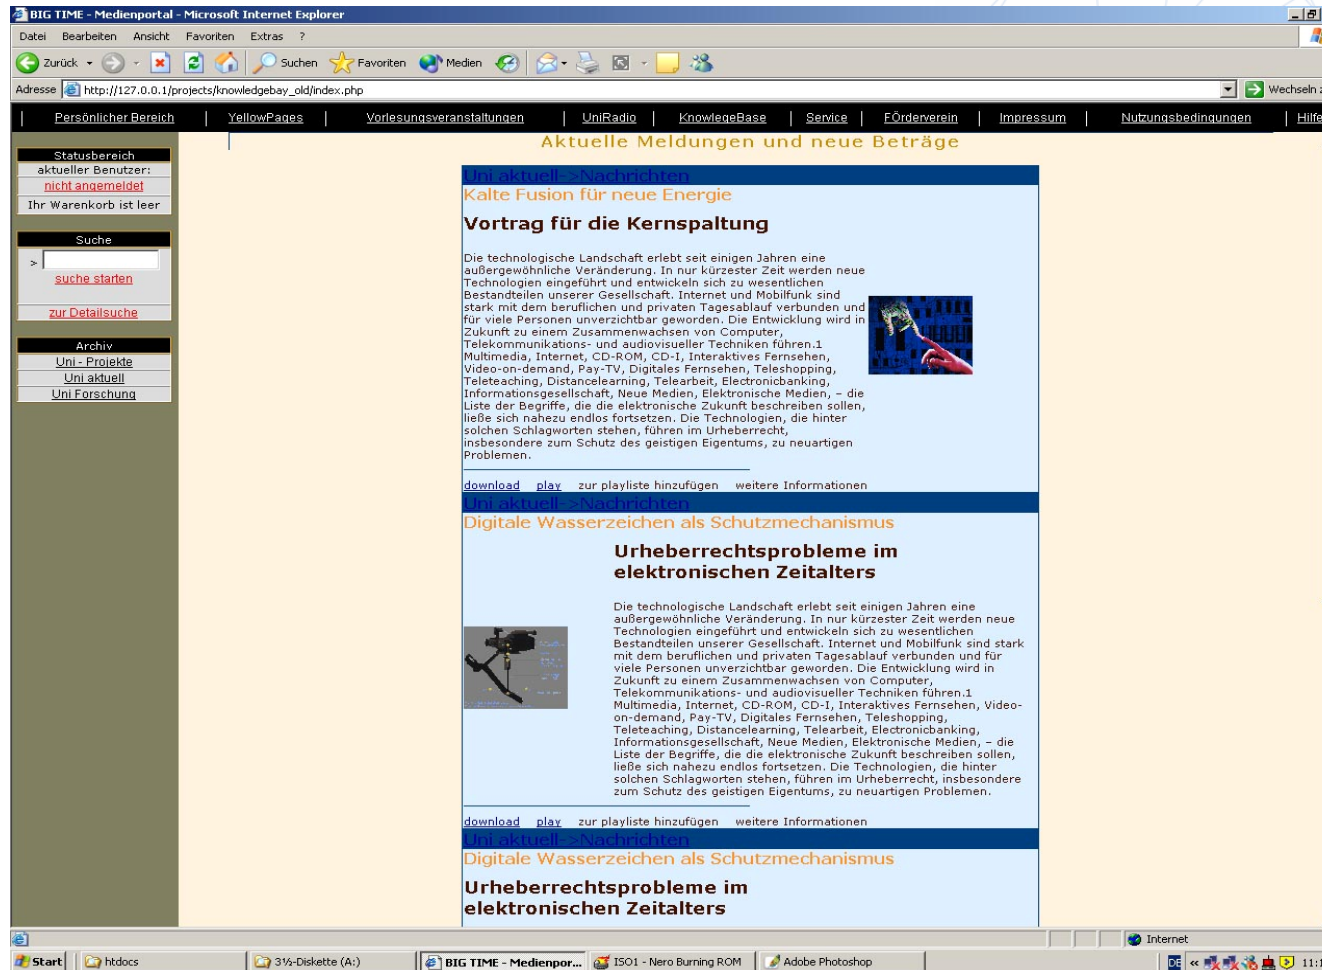 BIG TIME - Medienportal - Microsoft Internet Explorer
Datei Bearbeiten Ansicht Favoriten Extras ?
Zurück Suchen Favoriten Medien
Adresse http://127.0.0.1/projects/knowledgebay_old/index.php Wechseln
Persönlicher Bereich | YellowPages | Vorlesungsveranstaltungen | UniRadio | KnowlegeBase | Service | FÖrderverein | Impressum | Nutzungsbedingungen | Hilfe
Aktuelle Meldungen und neue Beträge
Statusbereich
aktueller Benutzer:
nicht angemeldet
Ihr Warenkorb ist leer
Suche
>
suche starten
zur Detailsuche
Archiv
Uni - Projekte
Uni aktuell
Uni Forschung
Uni aktuell->Nachrichten
Kalte Fusion für neue Energie
Vortrag für die Kernspaltung
Die technologische Landschaft erlebt seit einigen Jahren eine
außergewöhnliche Veränderung. In nur kürzester Zeit werden neue
Technologien eingeführt und entwickeln sich zu wesentlichen
Bestandteilen unserer Gesellschaft. Internet und Mobilfunk sind
stark mit dem beruflichen und privaten Tagesablauf verbunden und
für viele Personen unverzichtbar geworden. Die Entwicklung wird in
Zukunft zu einem Zusammenwachsen von Computer,
Telekommunikations- und audiovisueller Techniken führen.1
Multimedia, Internet, CD-ROM, CD-I, Interaktives Fernsehen,
Video-on-demand, Pay-TV, Digitales Fernsehen, Teleshopping,
Teleteaching, Distancelearning, Telearbeit, Electronicbanking,
Informationsgesellschaft, Neue Medien, Elektronische Medien, – die
Liste der Begriffe, die die elektronische Zukunft beschreiben sollen,
ließe sich nahezu endlos fortsetzen. Die Technologien, die hinter
solchen Schlagworten stehen, führen im Urheberrecht,
insbesondere zum Schutz des geistigen Eigentums, zu neuartigen
Problemen.
download play zur playliste hinzufügen weitere Informationen
Uni aktuell->Nachrichten
Digitale Wasserzeichen als Schutzmechanismus
Urheberrechtsprobleme im
elektronischen Zeitalters
Die technologische Landschaft erlebt seit einigen Jahren eine
außergewöhnliche Veränderung. In nur kürzester Zeit werden neue
Technologien eingeführt und entwickeln sich zu wesentlichen
Bestandteilen unserer Gesellschaft. Internet und Mobilfunk sind stark
mit dem beruflichen und privaten Tagesablauf verbunden und für
viele Personen unverzichtbar geworden. Die Entwicklung wird in
Zukunft zu einem Zusammenwachsen von Computer,
Telekommunikations- und audiovisueller Techniken führen.1
Multimedia, Internet, CD-ROM, CD-I, Interaktives Fernsehen, Video-
on-demand, Pay-TV, Digitales Fernsehen, Teleshopping,
Teleteaching, Distancelearning, Telearbeit, Electronicbanking,
Informationsgesellschaft, Neue Medien, Elektronische Medien, – die
Liste der Begriffe, die die elektronische Zukunft beschreiben sollen,
ließe sich nahezu endlos fortsetzen. Die Technologien, die hinter
solchen Schlagworten stehen, führen im Urheberrecht, insbesondere
zum Schutz des geistigen Eigentums, zu neuartigen Problemen.
download play zur playliste hinzufügen weitere Informationen
Uni aktuell->Nachrichten
Digitale Wasserzeichen als Schutzmechanismus
Urheberrechtsprobleme im
elektronischen Zeitalters
Internet
Start htdocs 3½-Diskette (A:) BIG TIME - Medienpor... ISO1 - Nero Burning ROM Adobe Photoshop DE «